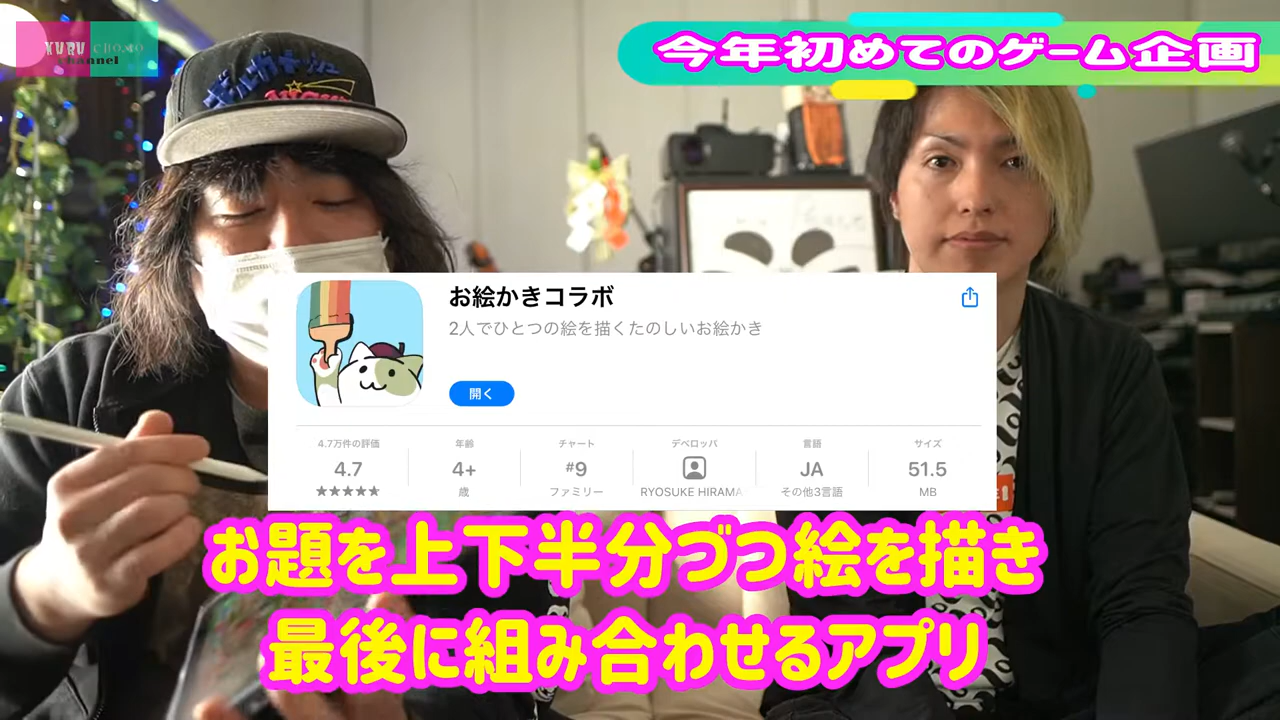 KUBU CHOMO
channel
今年初めてのゲーム企画
お絵かきコラボ
2人でひとつの絵を描くたのしいお絵かき
開く
4.7万件の評価
4.7
年齢
4+
歳
チャート
#9
ファミリー
デベロッパ
RYOSUKE HIRAMA
言語
JA
その他3言語
サイズ
51.5
MB
お題を上下半分づつ絵を描き
最後に組み合わせるアプリ